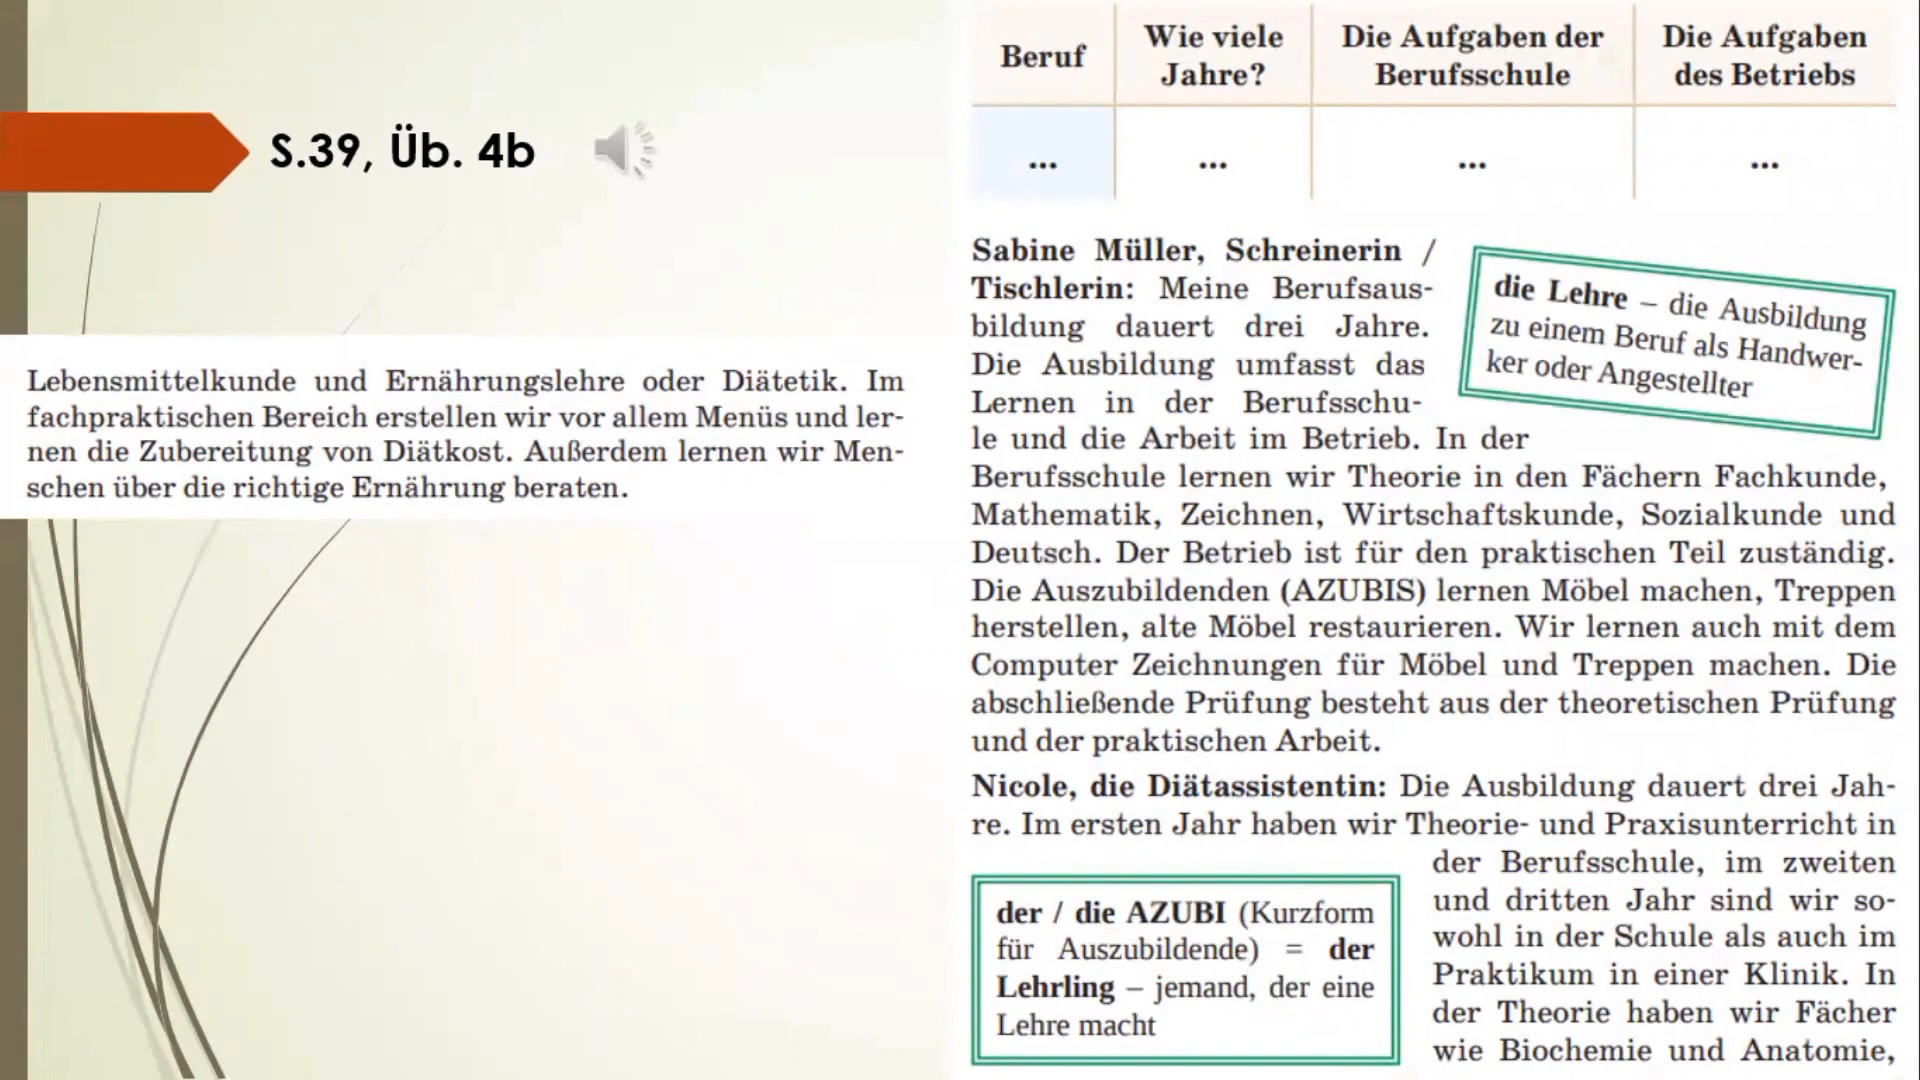 S.39, Üb. 4b
Beruf
Wie viele
Jahre?
Die Aufgaben der
Berufsschule
Die Aufgaben
des Betriebs
...
...
...
...
Sabine Müller, Schreinerin /
Tischlerin: Meine Berufsaus-
bildung dauert drei Jahre.
Die Ausbildung umfasst das
Lernen in der Berufsschu-
le und die Arbeit im Betrieb. In der
Berufsschule lernen wir Theorie in den Fächern Fachkunde,
Mathematik, Zeichnen, Wirtschaftskunde, Sozialkunde und
Deutsch. Der Betrieb ist für den praktischen Teil zuständig.
Die Auszubildenden (AZUBIS) lernen Möbel machen, Treppen
herstellen, alte Möbel restaurieren. Wir lernen auch mit dem
Computer Zeichnungen für Möbel und Treppen machen. Die
abschließende Prüfung besteht aus der theoretischen Prüfung
und der praktischen Arbeit.
die Lehre – die Ausbildung
zu einem Beruf als Handwer-
ker oder Angestellter
Nicole, die Diätassistentin: Die Ausbildung dauert drei Jah-
re. Im ersten Jahr haben wir Theorie- und Praxisunterricht in
der Berufsschule, im zweiten
und dritten Jahr sind wir so-
wohl in der Schule als auch im
Praktikum in einer Klinik. In
der Theorie haben wir Fächer
wie Biochemie und Anatomie,
der / die AZUBI (Kurzform
für Auszubildende) = der
Lehrling – jemand, der eine
Lehre macht
Lebensmittelkunde und Ernährungslehre oder Diätetik. Im
fachpraktischen Bereich erstellen wir vor allem Menüs und ler-
nen die Zubereitung von Diätkost. Außerdem lernen wir Men-
schen über die richtige Ernährung beraten.